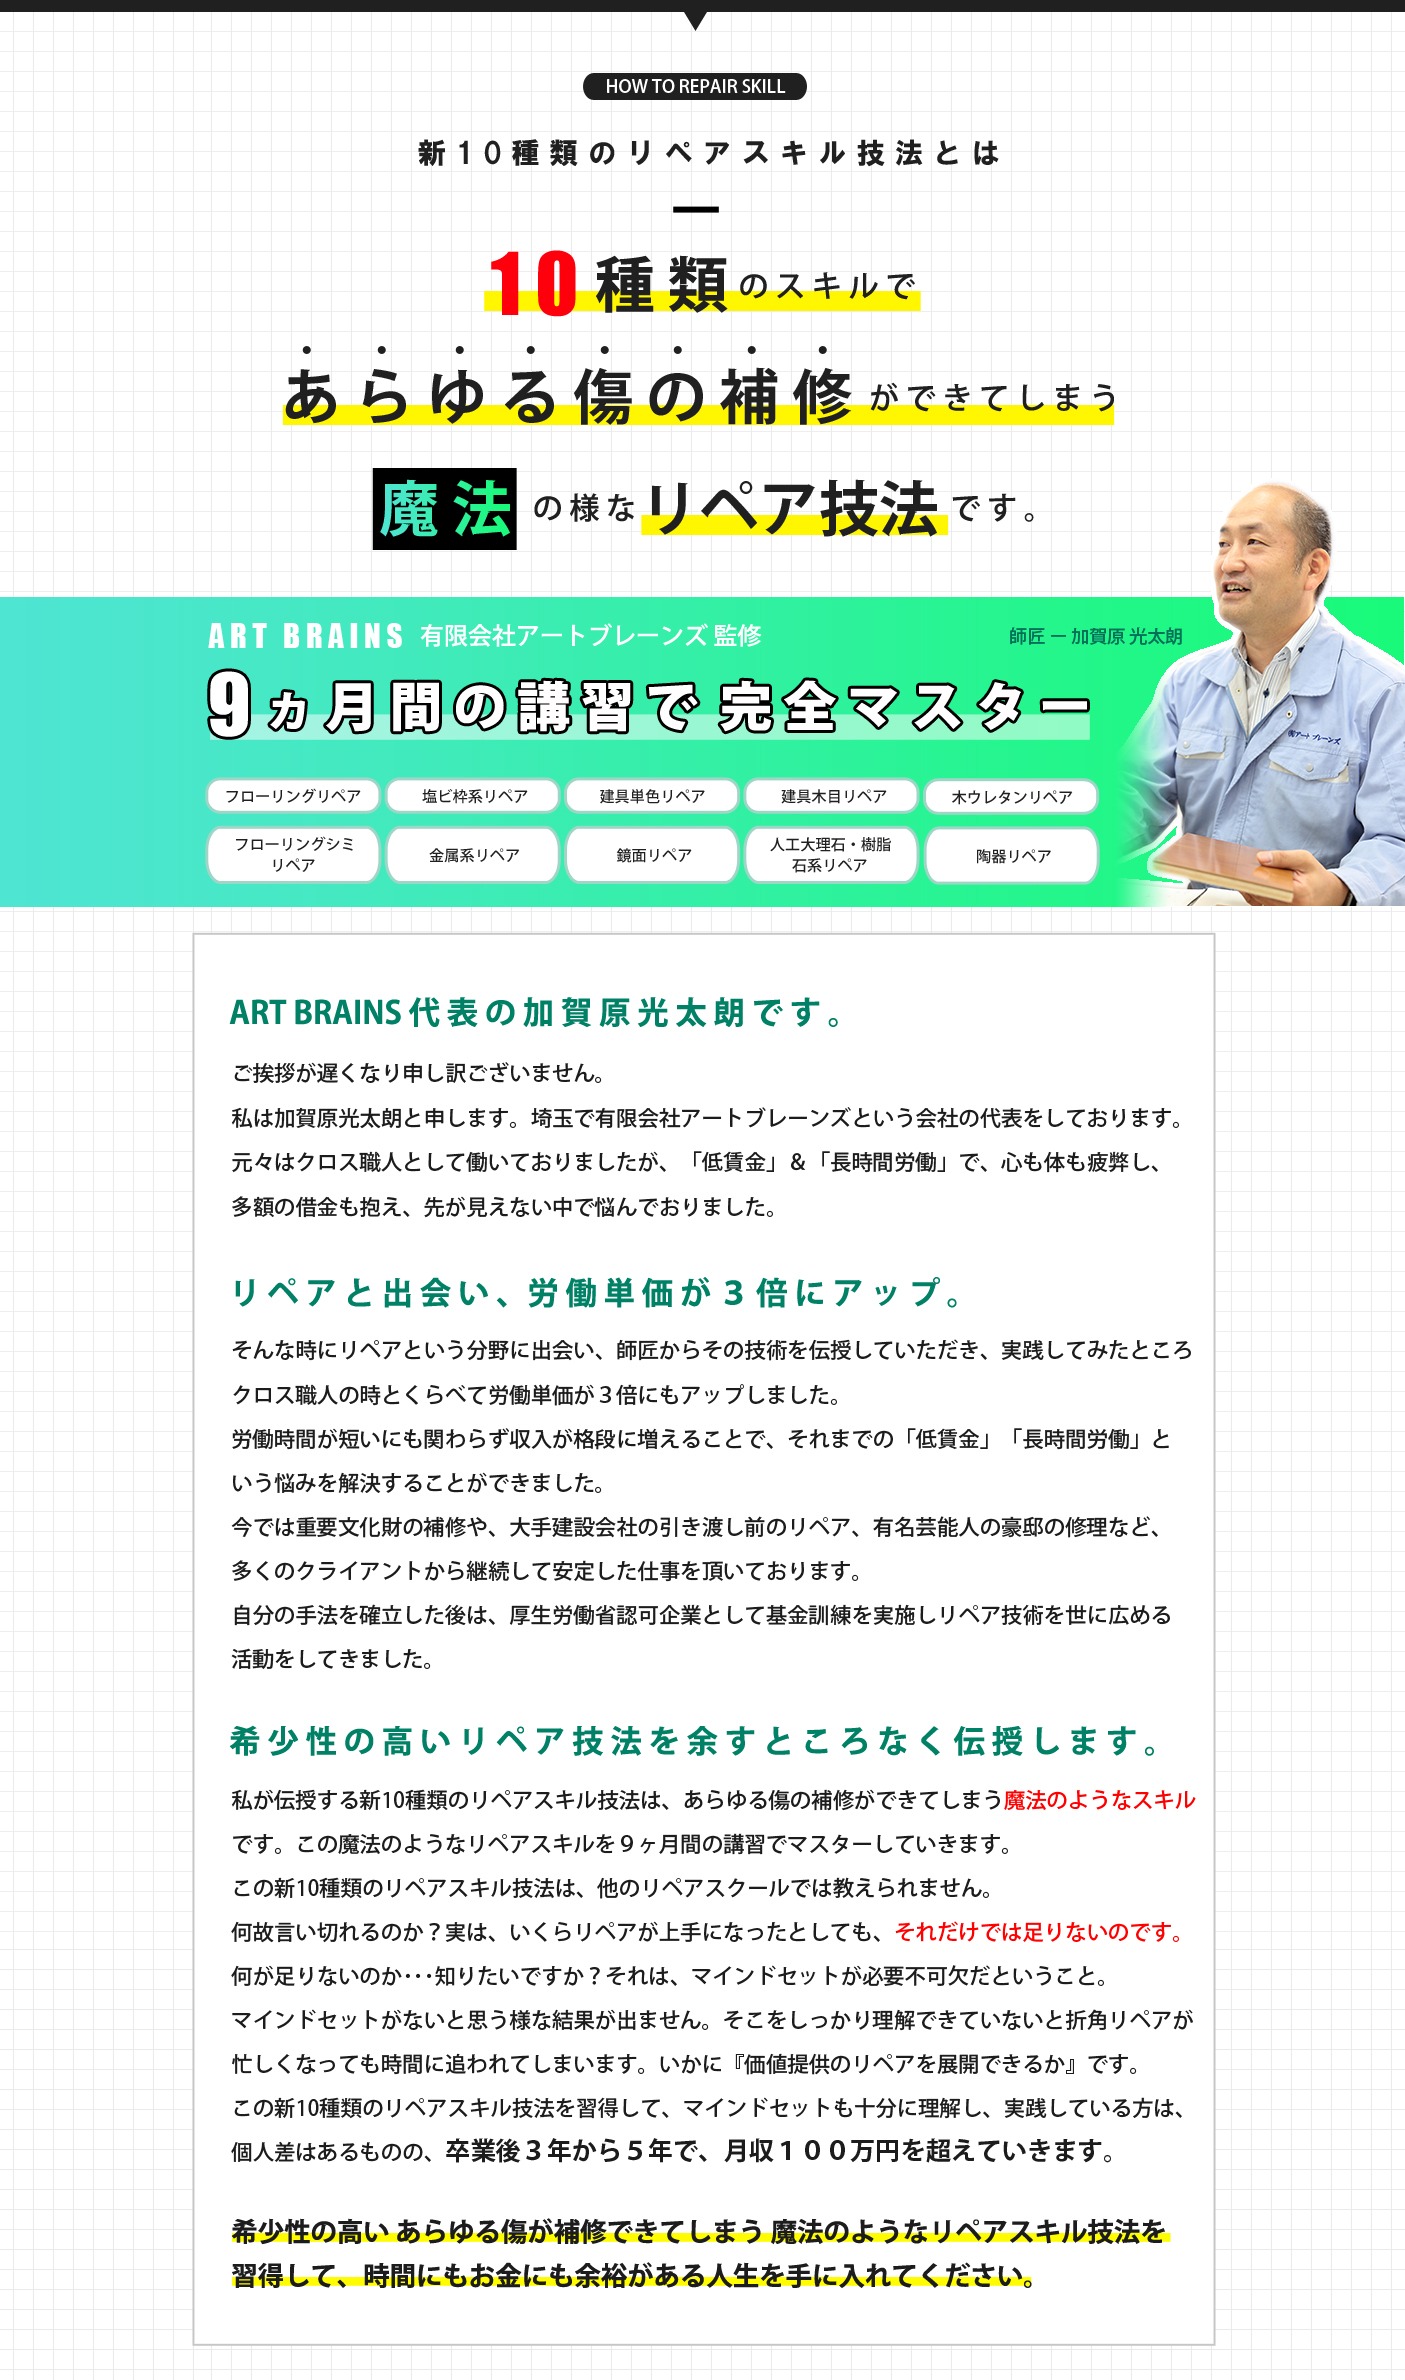 HOW TO REPAIR SKILL
新10種類のリペアスキル技法とは
10種類のスキルで
あらゆる傷の補修ができてしまう
魔法の様なリペア技法です。
ART BRAINS 有限会社アートブレーンズ 監修
師匠 ー 加賀原 光太朗
9ヵ月間の講習で 完全マスター
㈲アート ブレーンズ
フローリングリペア 塩ビ枠系リペア 建具単色リペア 建具木目リペア 木ウレタンリペア
フローリングシミ
リペア
金属系リペア
鏡面リペア
人工大理石・樹脂
石系リペア
陶器リペア
ART BRAINS代表の加賀原光太朗です。
ご挨拶が遅くなり申し訳ございません。
私は加賀原光太朗と申します。埼玉で有限会社アートブレーンズという会社の代表をしております。
元々はクロス職人として働いておりましたが、「低賃金」＆「長時間労働」で、心も体も疲弊し、
多額の借金も抱え、先が見えない中で悩んでおりました。
リペアと出会い、労働単価が３倍にアップ。
そんな時にリペアという分野に出会い、師匠からその技術を伝授していただき、実践してみたところ
クロス職人の時とくらべて労働単価が３倍にもアップしました。
労働時間が短いにも関わらず収入が格段に増えることで、それまでの「低賃金」「長時間労働」と
いう悩みを解決することができました。
今では重要文化財の補修や、大手建設会社の引き渡し前のリペア、有名芸能人の豪邸の修理など、
多くのクライアントから継続して安定した仕事を頂いております。
自分の手法を確立した後は、厚生労働省認可企業として基金訓練を実施しリペア技術を世に広める
活動をしてきました。
希少性の高いリペア技法を余すところなく伝授します。
私が伝授する新10種類のリペアスキル技法は、あらゆる傷の補修ができてしまう魔法のようなスキル
です。この魔法のようなリペアスキルを９ヶ月間の講習でマスターしていきます。
この新10種類のリペアスキル技法は、他のリペアスクールでは教えられません。
何故言い切れるのか？実は、いくらリペアが上手になったとしても、それだけでは足りないのです。
何が足りないのか･･･知りたいですか？それは、マインドセットが必要不可欠だということ。
マインドセットがないと思う様な結果が出ません。そこをしっかり理解できていないと折角リペアが
忙しくなっても時間に追われてしまいます。いかに『価値提供のリペアを展開できるか』です。
この新10種類のリペアスキル技法を習得して、マインドセットも十分に理解し、実践している方は、
個人差はあるものの、卒業後３年から５年で、月収１００万円を超えていきます。
希少性の高い あらゆる傷が補修できてしまう 魔法のようなリペアスキル技法を
習得して、時間にもお金にも余裕がある人生を手に入れてください。